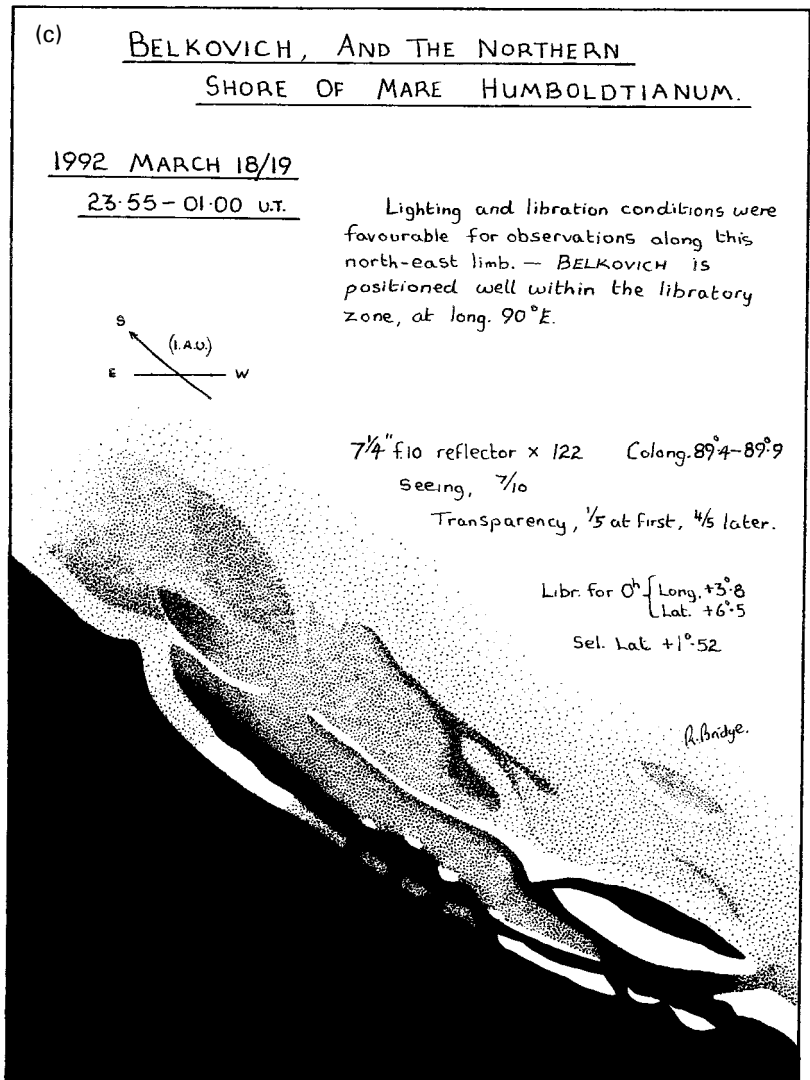 (c)
BELKOVICH, AND THE NORTHERN
SHORE OF MARE HUMBOLDTIANUM.
1992 MARCH 18/19
23·55–01·00 U.T.
Lighting and libration conditions were
favourable for observations along this
north-east limb. — BELKOVICH is
positioned well within the libratory
zone, at long. 90°E.
S
(I.A.U.)
E W
7¼" f.10 reflector × 122 Colong. 89°·4–89°·9
Seeing, 7/10
Transparency, 1/5 at first, 4/5 later.
Libr. for 0h { Long. +3°·8
Lat. +6°·5
Sel. Lat +1°·52
R. Bridge.